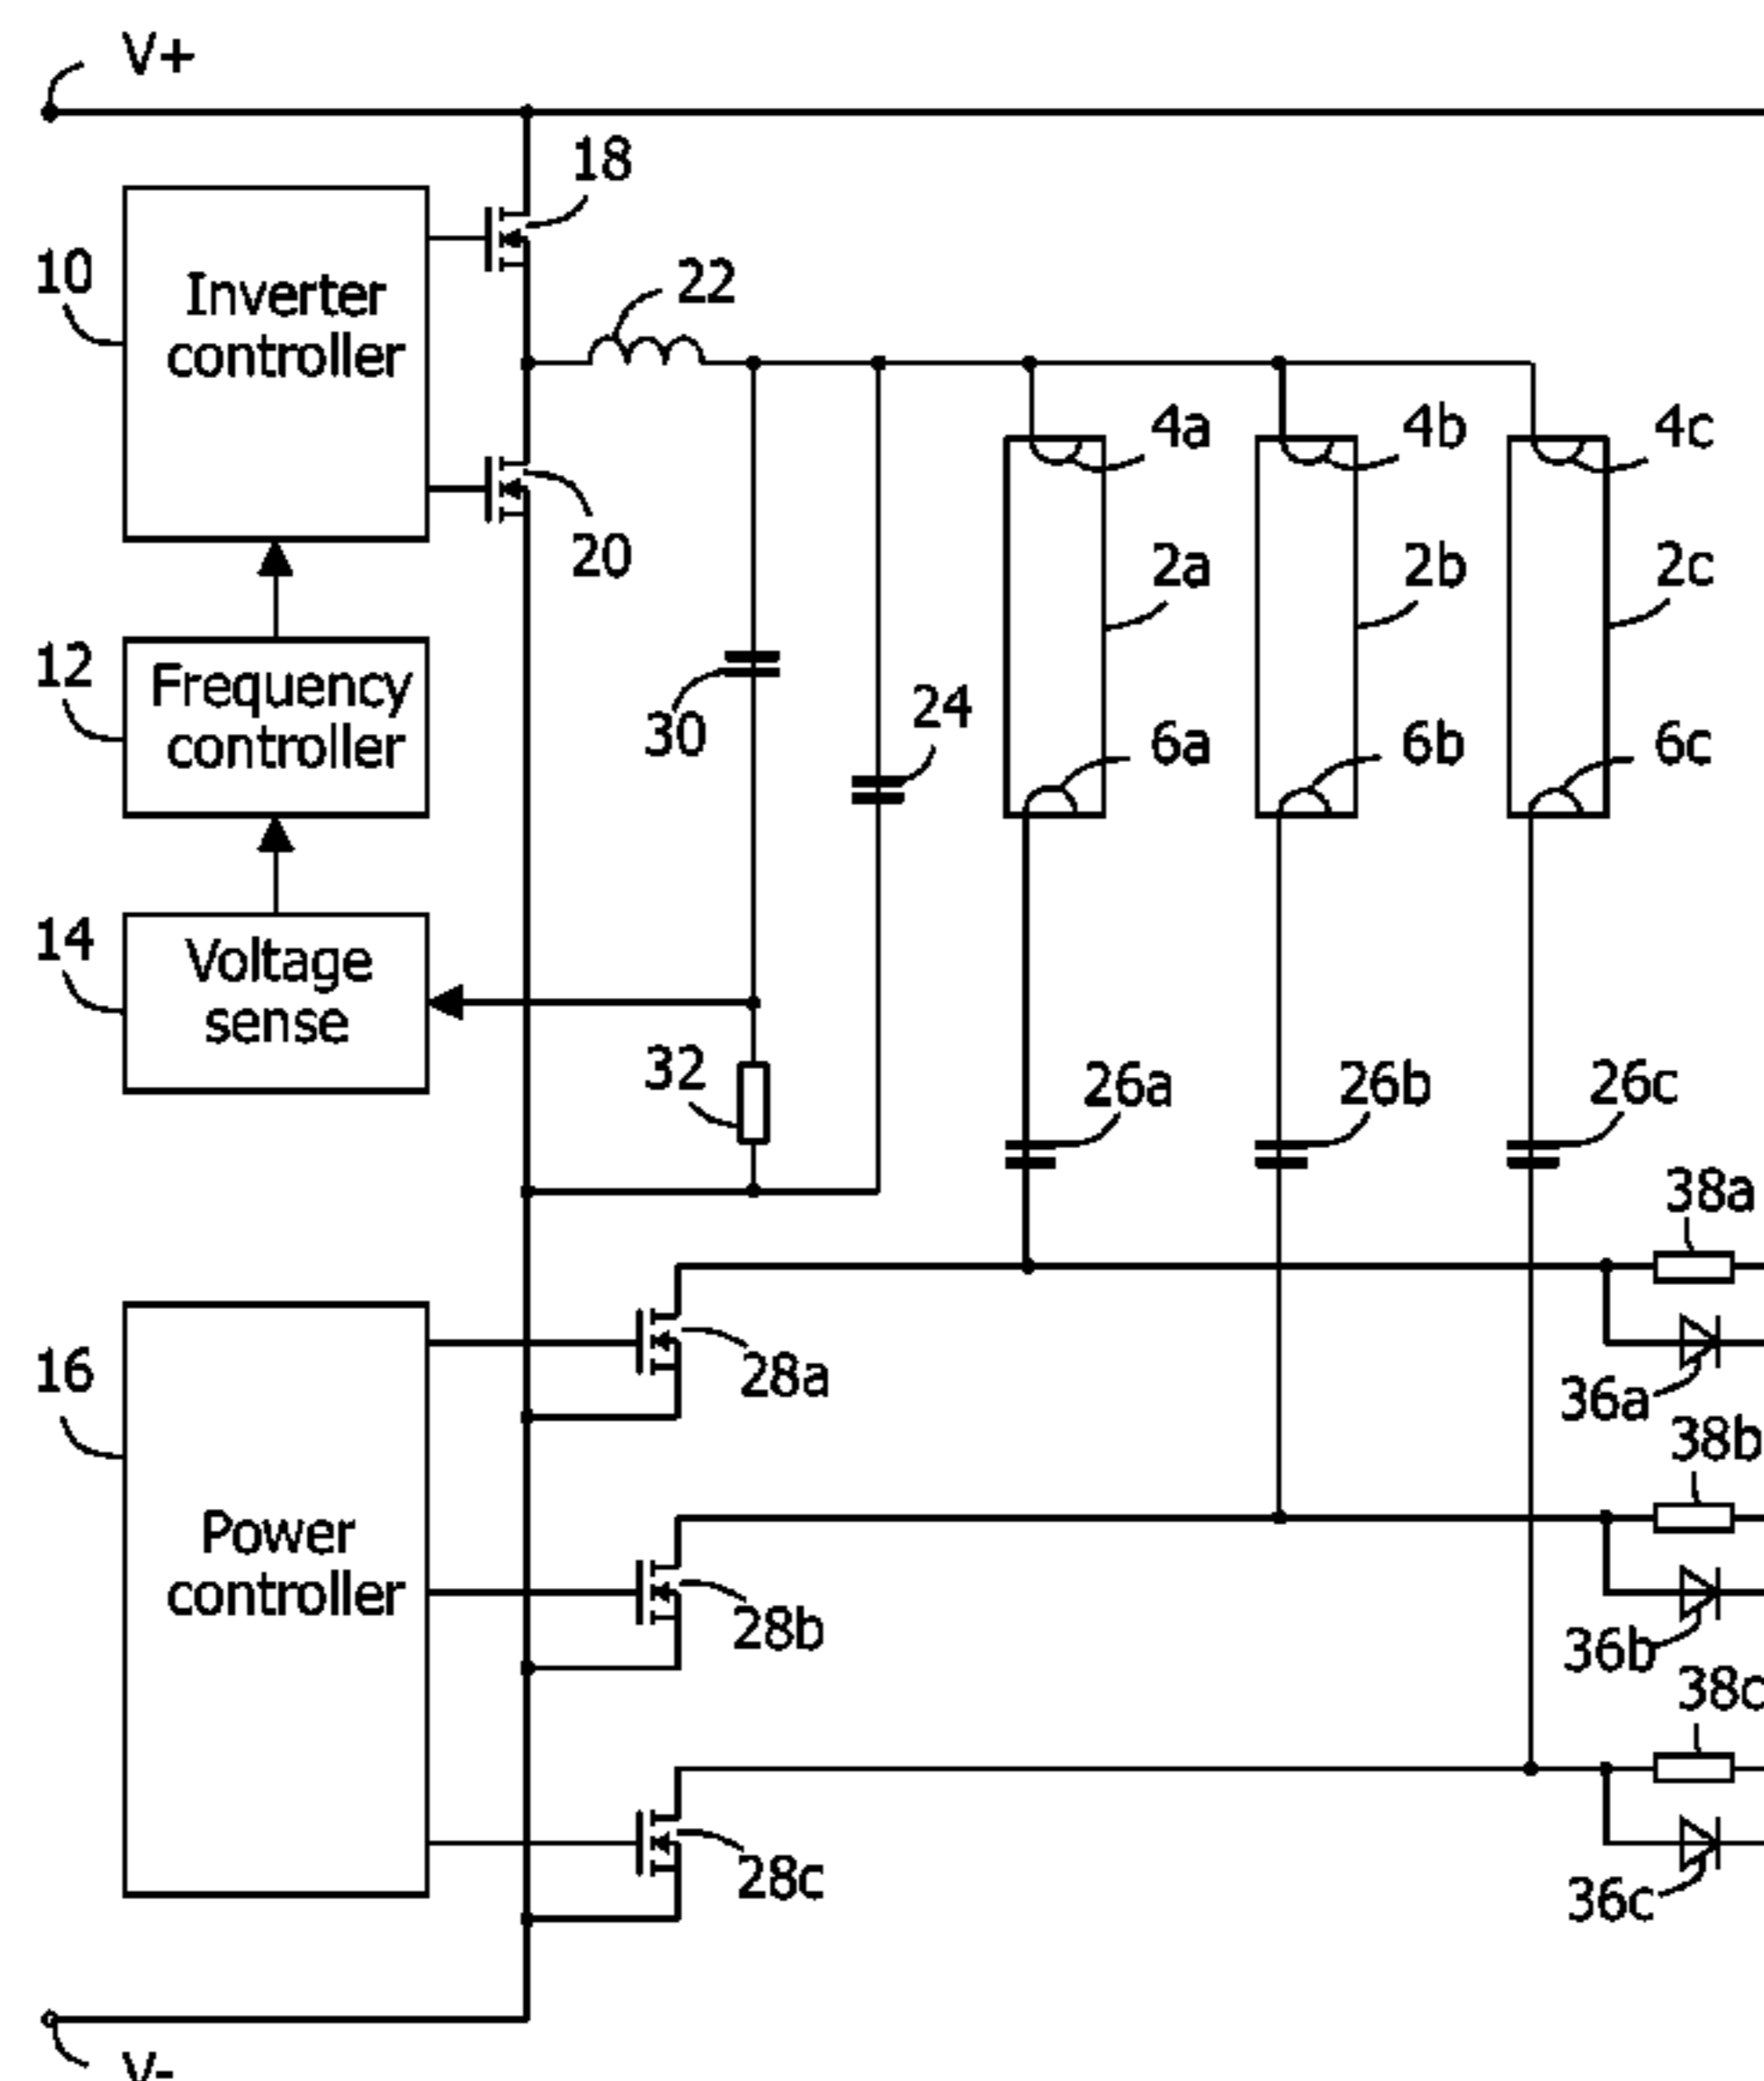 V+
18
10
Inverter
controller
22
4a
4b
4c
20
2a
2b
2c
12
Frequency
controller
30
24
6a
6b
6c
14
Voltage
sense
32
26a
26b
26c
38a
16
28a
36a
38b
Power
controller
28b
36b
38c
28c
36c
V-